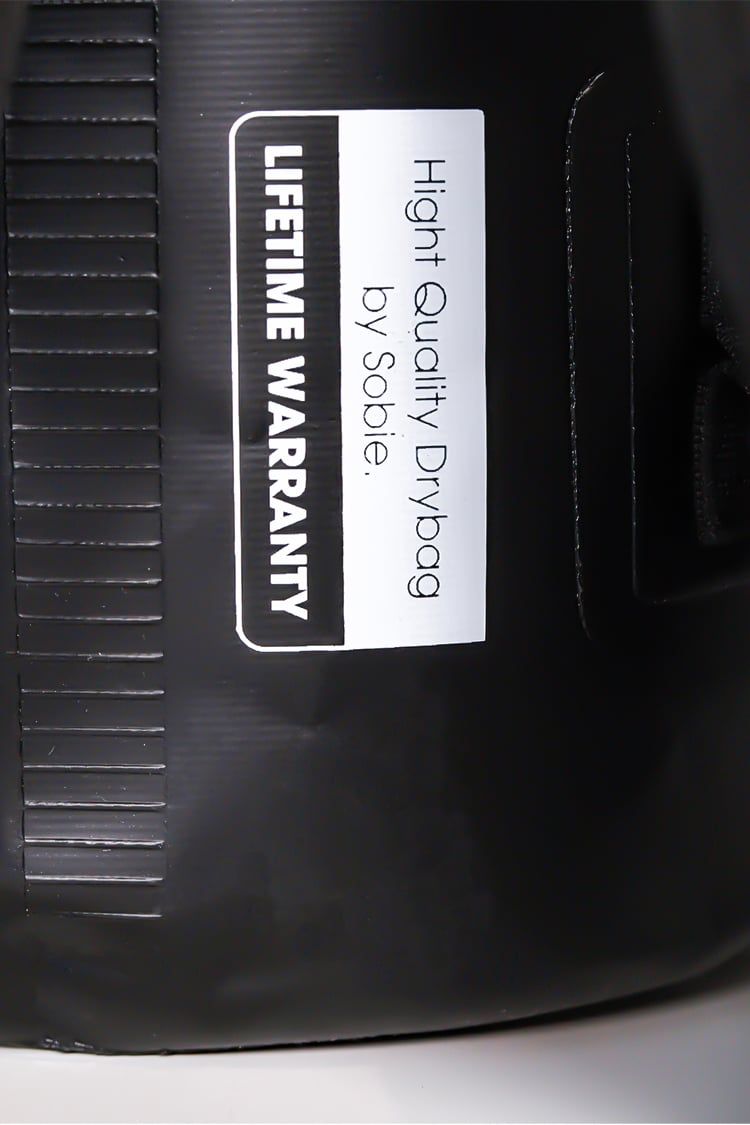 Hight Quality Drybag
by Sobie.
LIFETIME WARRANTY